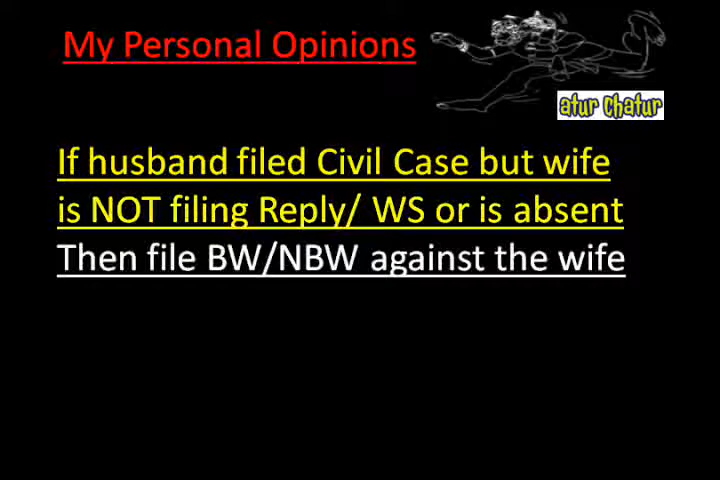 My Personal Opinions
atur chatur
If husband filed Civil Case but wife
is NOT filing Reply/ WS or is absent
Then file BW/NBW against the wife